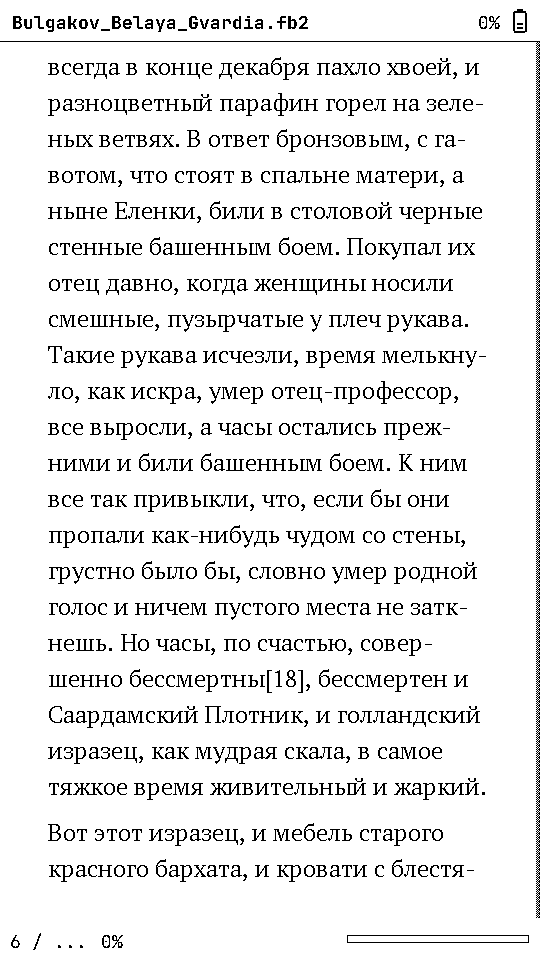 Bulgakov_Belaya_Gvardia.fb2 0%
всегда в конце декабря пахло хвоей, и
разноцветный парафин горел на зеле-
ных ветвях. В ответ бронзовым, с га-
вотом, что стоят в спальне матери, а
ныне Еленки, били в столовой черные
стенные башенным боем. Покупал их
отец давно, когда женщины носили
смешные, пузырчатые у плеч рукава.
Такие рукава исчезли, время мелькну-
ло, как искра, умер отец-профессор,
все выросли, а часы остались преж-
ними и били башенным боем. К ним
все так привыкли, что, если бы они
пропали как-нибудь чудом со стены,
грустно было бы, словно умер родной
голос и ничем пустого места не затк-
нешь. Но часы, по счастью, совер-
шенно бессмертны[18], бессмертен и
Саардамский Плотник, и голландский
изразец, как мудрая скала, в самое
тяжкое время живительный и жаркий.
Вот этот изразец, и мебель старого
красного бархата, и кровати с блестя-
6 / ... 0%